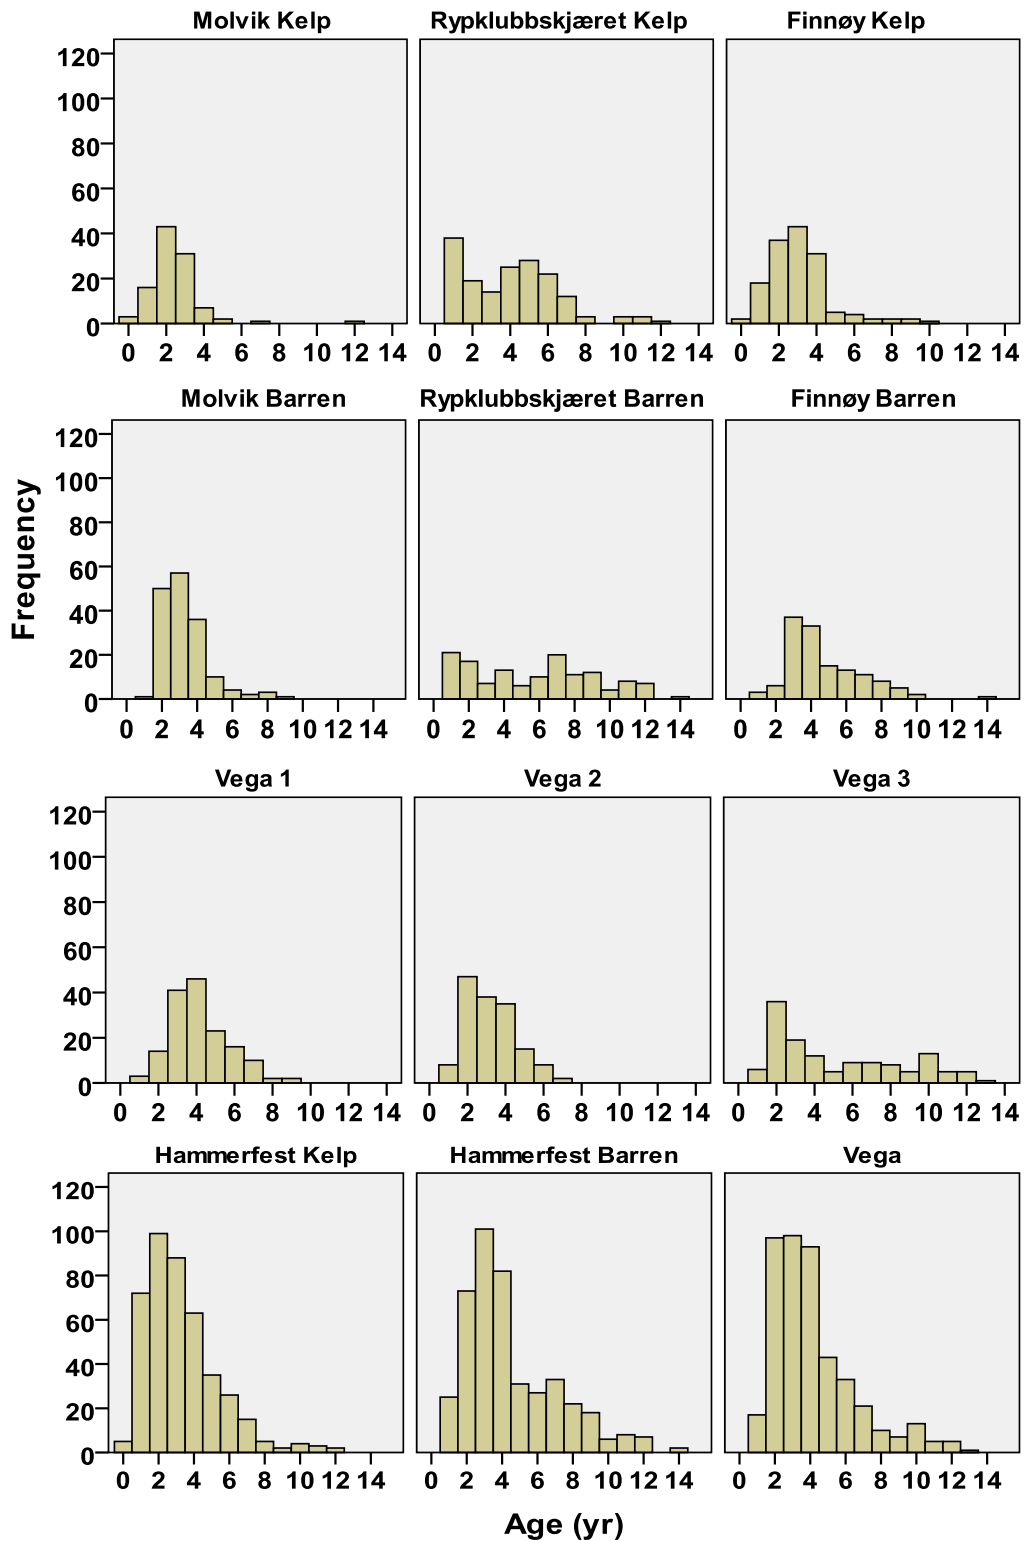 Molvik Kelp Rypklubbskjæret Kelp Finnøy Kelp
120
100
80
60
40
20
0
0 2 4 6 8 10 12 14 0 2 4 6 8 10 12 14 0 2 4 6 8 10 12 14
Molvik Barren Rypklubbskjæret Barren Finnøy Barren
120
100
80
60
40
20
0
0 2 4 6 8 10 12 14 0 2 4 6 8 10 12 14 0 2 4 6 8 10 12 14
Frequency
Vega 1 Vega 2 Vega 3
120
100
80
60
40
20
0
0 2 4 6 8 10 12 14 0 2 4 6 8 10 12 14 0 2 4 6 8 10 12 14
Hammerfest Kelp Hammerfest Barren Vega
120
100
80
60
40
20
0
0 2 4 6 8 10 12 14 0 2 4 6 8 10 12 14 0 2 4 6 8 10 12 14
Age (yr)